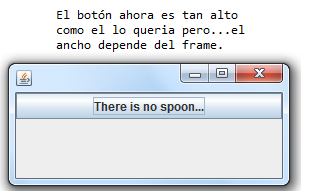 El botón ahora es tan alto
como el lo queria pero...el
ancho depende del frame.
There is no spoon...